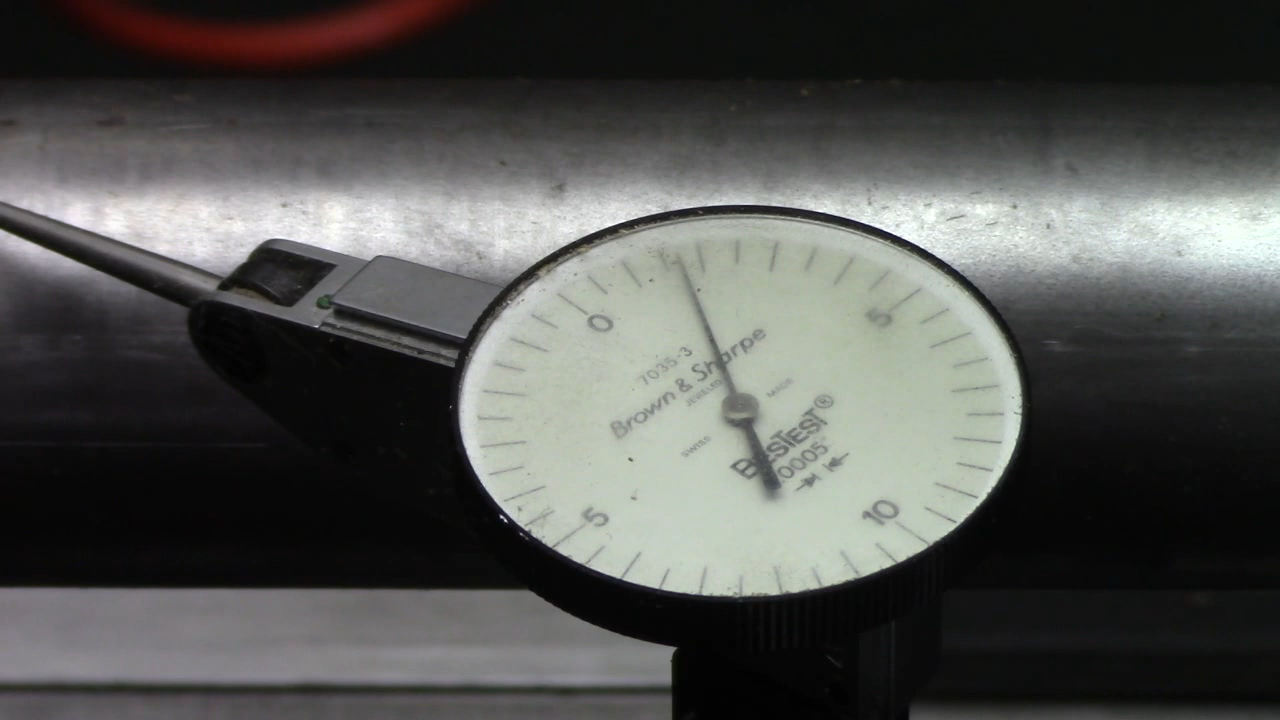 0
5
7035-3
Brown & Sharpe
JEWELED
SWISS MADE
BESTEST®
.0005"
5
10